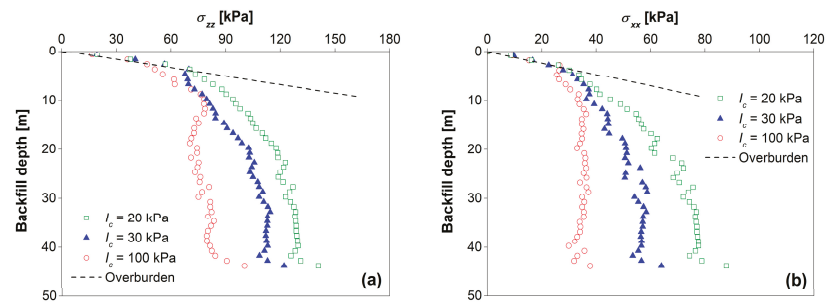 σzz [kPa]
0 30 60 90 120 150 180
0
10
20
30
40
50
Backfill depth [m]
Ic = 20 kPa
Ic = 30 kPa
Ic = 100 kPa
Overburden
(a)
σxx [kPa]
0 20 40 60 80 100 120
0
10
20
30
40
50
Backfill depth [m]
Ic = 20 kPa
Ic = 30 kPa
Ic = 100 kPa
Overburden
(b)